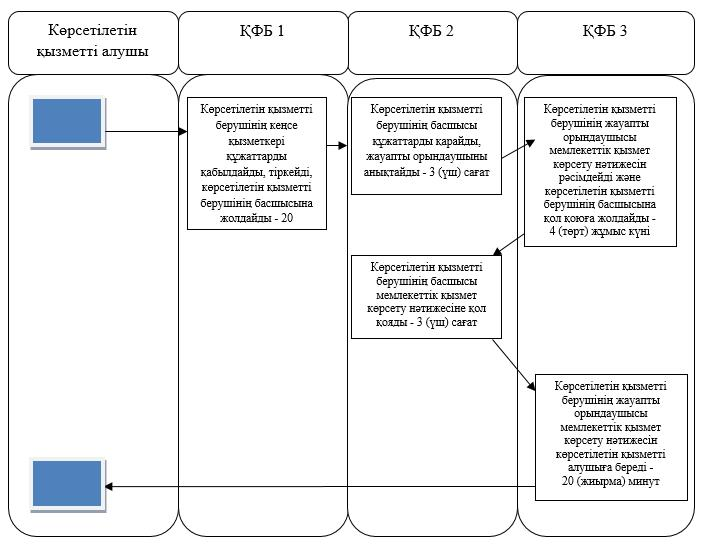 Көрсетілетін
қызметті алушы
ҚФБ 1
ҚФБ 2
ҚФБ 3
Көрсетілетін қызметті
берушінің кеңсе
қызметкері
құжаттарды
қабылдайды, тіркейді,
көрсетілетін қызметті
берушінің басшысына
жолдайды - 20
Көрсетілетін қызметті
берушінің басшысы
құжаттарды қарайды,
жауапты орындаушыны
анықтайды - 3 (үш) сағат
Көрсетілетін қызметті
берушінің жауапты
орындаушысы
мемлекеттік қызмет
көрсету нәтижесін
рәсімдейді және
көрсетілетін қызметті
берушінің басшысына
қол қоюға жолдайды -
4 (төрт) жұмыс күні
Көрсетілетін қызметті
берушінің басшысы
мемлекеттік қызмет
көрсету нәтижесіне қол
қояды - 3 (үш) сағат
Көрсетілетін қызметті
берушінің жауапты
орындаушысы
мемлекеттік қызмет
көрсету нәтижесін
көрсетілетін қызметті
алушыға береді -
20 (жиырма) минут